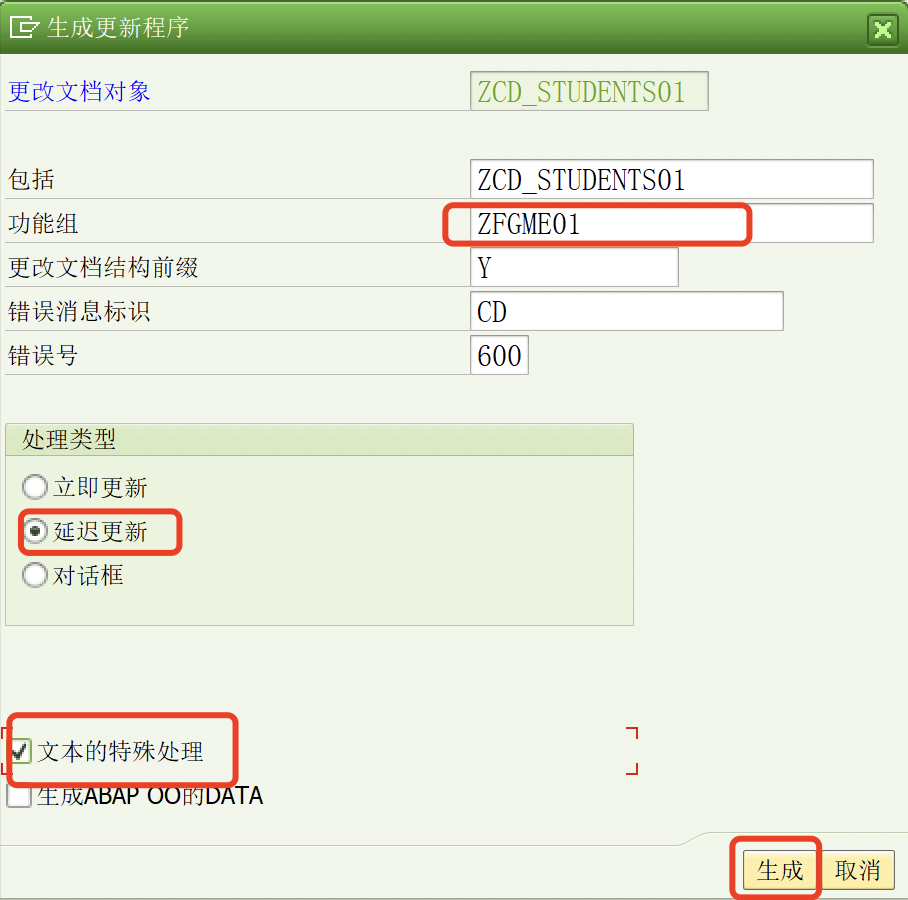 生成更新程序
更改文档对象 ZCD_STUDENTS01
包括 ZCD_STUDENTS01
功能组 ZFGME01
更改文档结构前缀 Y
错误消息标识 CD
错误号 600
处理类型
立即更新
延迟更新
对话框
文本的特殊处理
生成ABAP OO的DATA
生成 取消